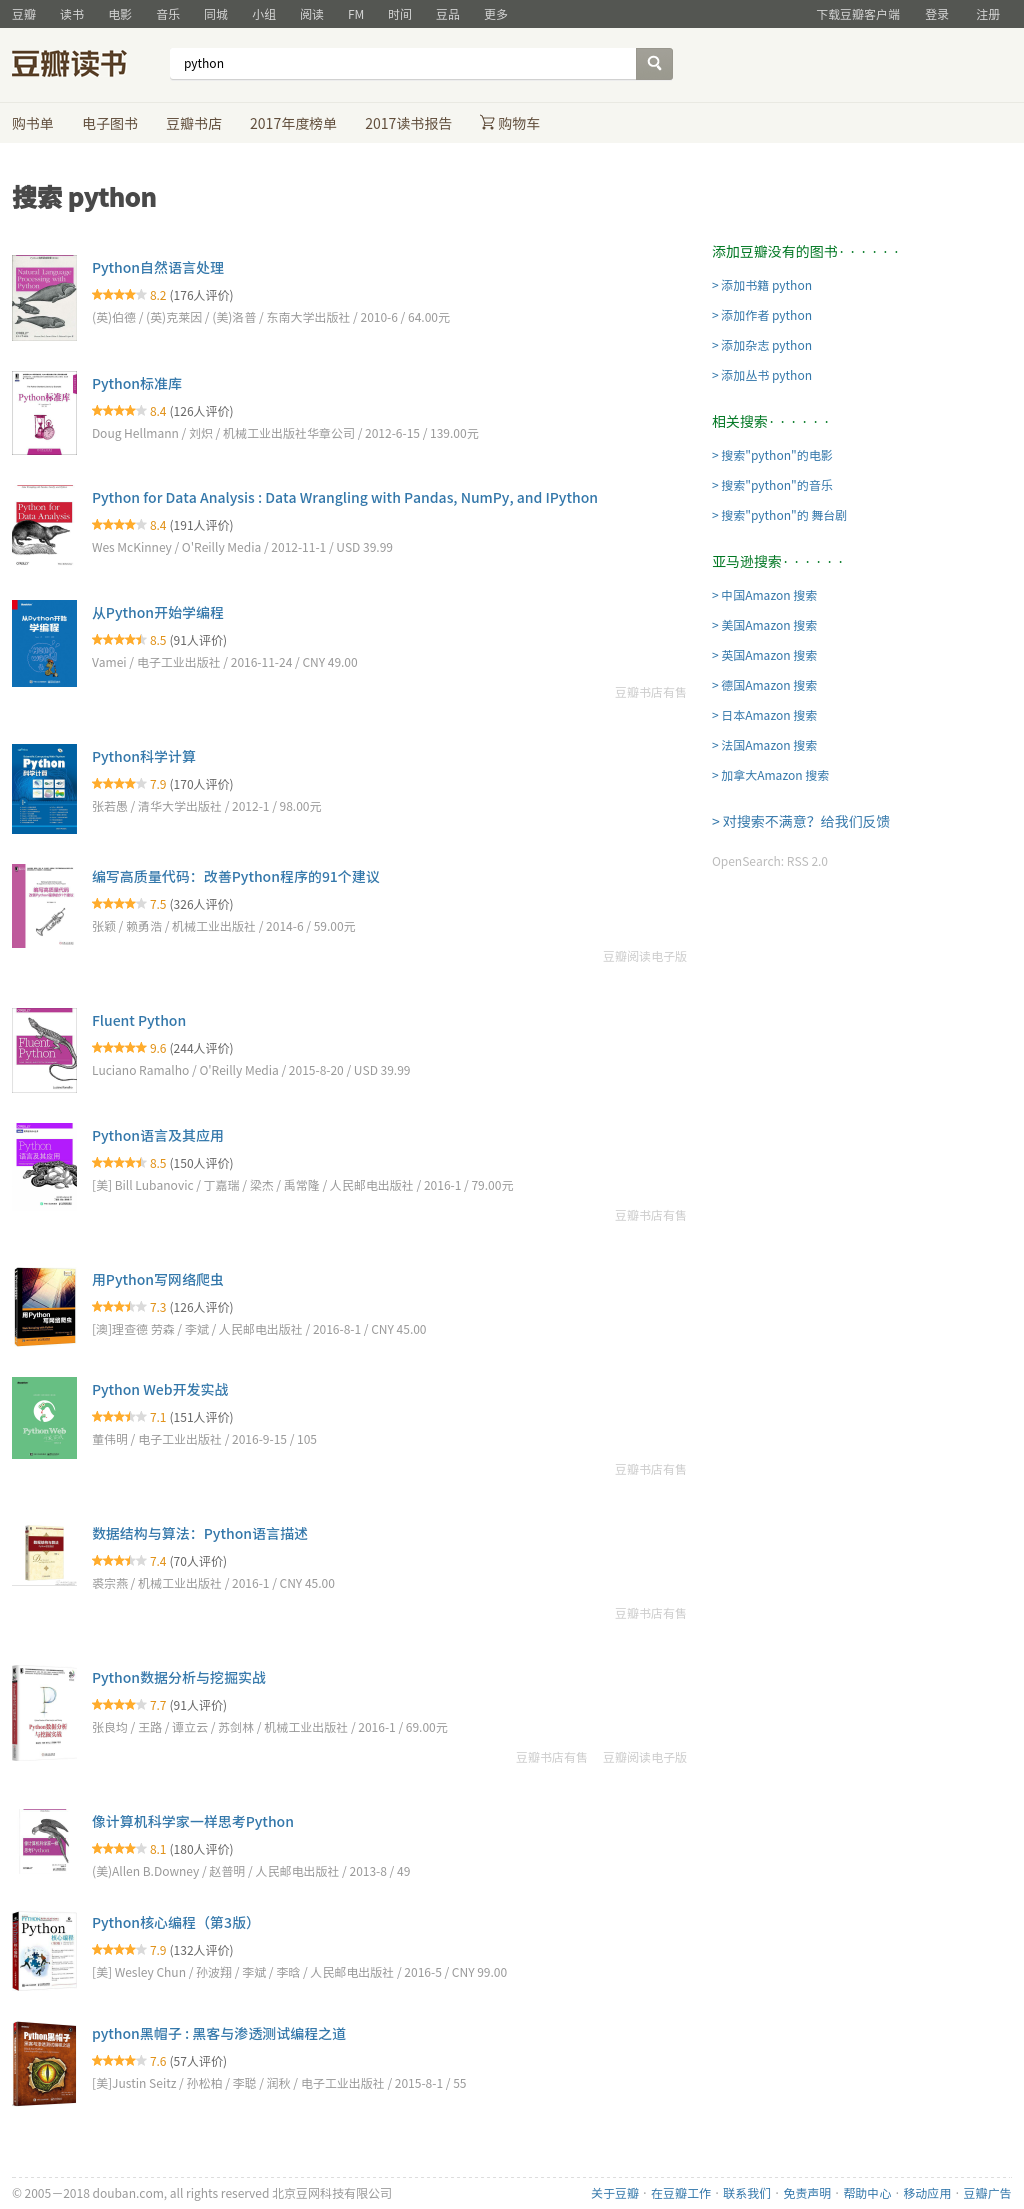 豆瓣 读书 电影 音乐 同城 小组 阅读 FM 时间 豆品 更多 下载豆瓣客户端 登录 注册
豆瓣读书 python
购书单 电子图书 豆瓣书店 2017年度榜单 2017读书报告 购物车
搜索 python
Python自然语言处理
8.2 (176人评价)
(英)伯德 / (英)克莱因 / (美)洛普 / 东南大学出版社 / 2010-6 / 64.00元
Python标准库
8.4 (126人评价)
Doug Hellmann / 刘炽 / 机械工业出版社华章公司 / 2012-6-15 / 139.00元
Python for Data Analysis : Data Wrangling with Pandas, NumPy, and IPython
8.4 (191人评价)
Wes McKinney / O'Reilly Media / 2012-11-1 / USD 39.99
从Python开始学编程
8.5 (91人评价)
Vamei / 电子工业出版社 / 2016-11-24 / CNY 49.00
豆瓣书店有售
Python科学计算
7.9 (170人评价)
张若愚 / 清华大学出版社 / 2012-1 / 98.00元
编写高质量代码：改善Python程序的91个建议
7.5 (326人评价)
张颖 / 赖勇浩 / 机械工业出版社 / 2014-6 / 59.00元
豆瓣阅读电子版
Fluent Python
9.6 (244人评价)
Luciano Ramalho / O'Reilly Media / 2015-8-20 / USD 39.99
Python语言及其应用
8.5 (150人评价)
[美] Bill Lubanovic / 丁嘉瑞 / 梁杰 / 禹常隆 / 人民邮电出版社 / 2016-1 / 79.00元
豆瓣书店有售
用Python写网络爬虫
7.3 (126人评价)
[澳]理查德 劳森 / 李斌 / 人民邮电出版社 / 2016-8-1 / CNY 45.00
Python Web开发实战
7.1 (151人评价)
董伟明 / 电子工业出版社 / 2016-9-15 / 105
豆瓣书店有售
数据结构与算法：Python语言描述
7.4 (70人评价)
裘宗燕 / 机械工业出版社 / 2016-1 / CNY 45.00
豆瓣书店有售
Python数据分析与挖掘实战
7.7 (91人评价)
张良均 / 王路 / 谭立云 / 苏剑林 / 机械工业出版社 / 2016-1 / 69.00元
豆瓣书店有售 豆瓣阅读电子版
像计算机科学家一样思考Python
8.1 (180人评价)
(美)Allen B.Downey / 赵普明 / 人民邮电出版社 / 2013-8 / 49
Python核心编程（第3版）
7.9 (132人评价)
[美] Wesley Chun / 孙波翔 / 李斌 / 李晗 / 人民邮电出版社 / 2016-5 / CNY 99.00
python黑帽子 : 黑客与渗透测试编程之道
7.6 (57人评价)
[美]Justin Seitz / 孙松柏 / 李聪 / 润秋 / 电子工业出版社 / 2015-8-1 / 55
添加豆瓣没有的图书 · · · · · ·
> 添加书籍 python
> 添加作者 python
> 添加杂志 python
> 添加丛书 python
相关搜索 · · · · · ·
> 搜索"python"的电影
> 搜索"python"的音乐
> 搜索"python"的 舞台剧
亚马逊搜索 · · · · · ·
> 中国Amazon 搜索
> 美国Amazon 搜索
> 英国Amazon 搜索
> 德国Amazon 搜索
> 日本Amazon 搜索
> 法国Amazon 搜索
> 加拿大Amazon 搜索
> 对搜索不满意？给我们反馈
OpenSearch: RSS 2.0
© 2005－2018 douban.com, all rights reserved 北京豆网科技有限公司
关于豆瓣 · 在豆瓣工作 · 联系我们 · 免责声明 · 帮助中心 · 移动应用 · 豆瓣广告